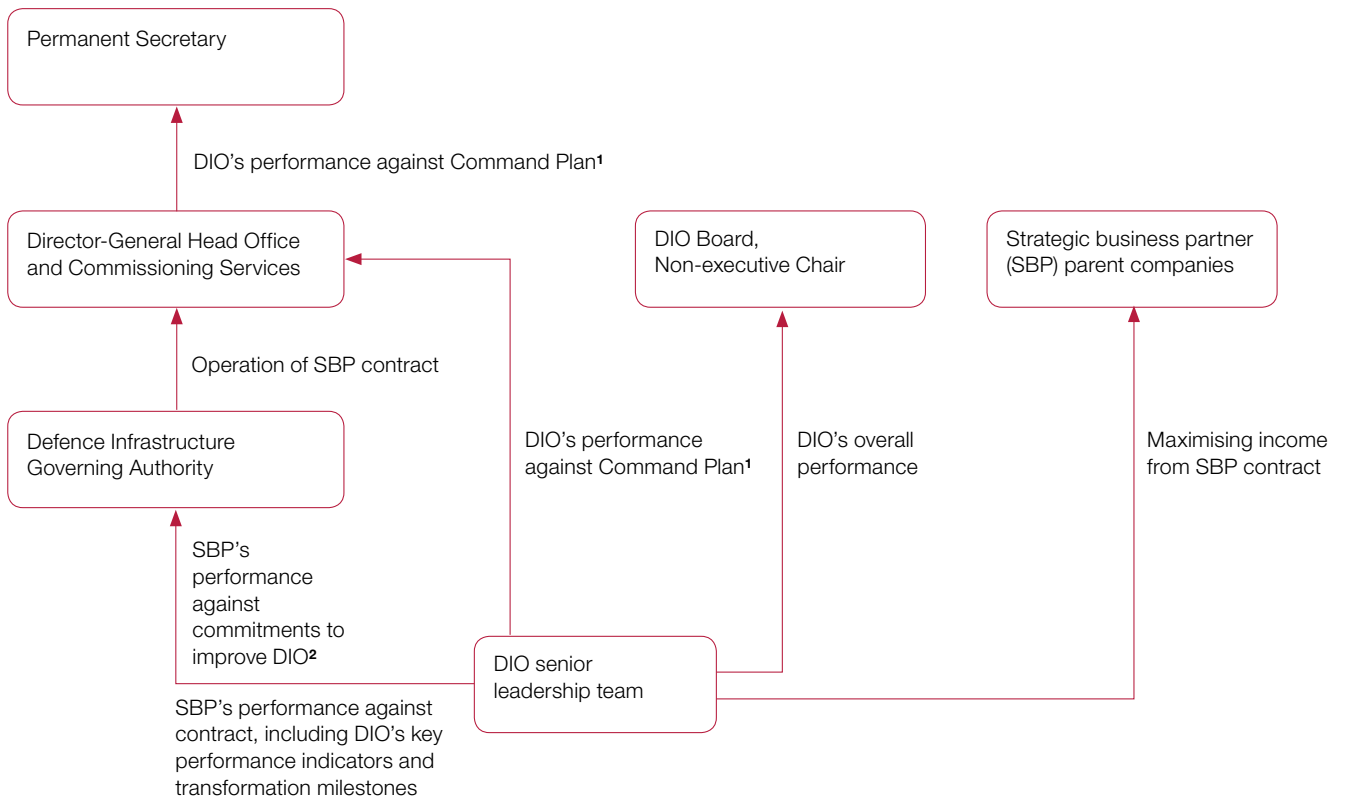 Permanent Secretary
DIO’s performance against Command Plan¹
Director-General Head Office
and Commissioning Services
DIO Board,
Non-executive Chair
Strategic business partner
(SBP) parent companies
Operation of SBP contract
Defence Infrastructure
Governing Authority
DIO’s performance
against Command Plan¹
DIO’s overall
performance
Maximising income
from SBP contract
SBP’s
performance
against
commitments to
improve DIO²
DIO senior
leadership team
SBP’s performance against
contract, including DIO’s key
performance indicators and
transformation milestones